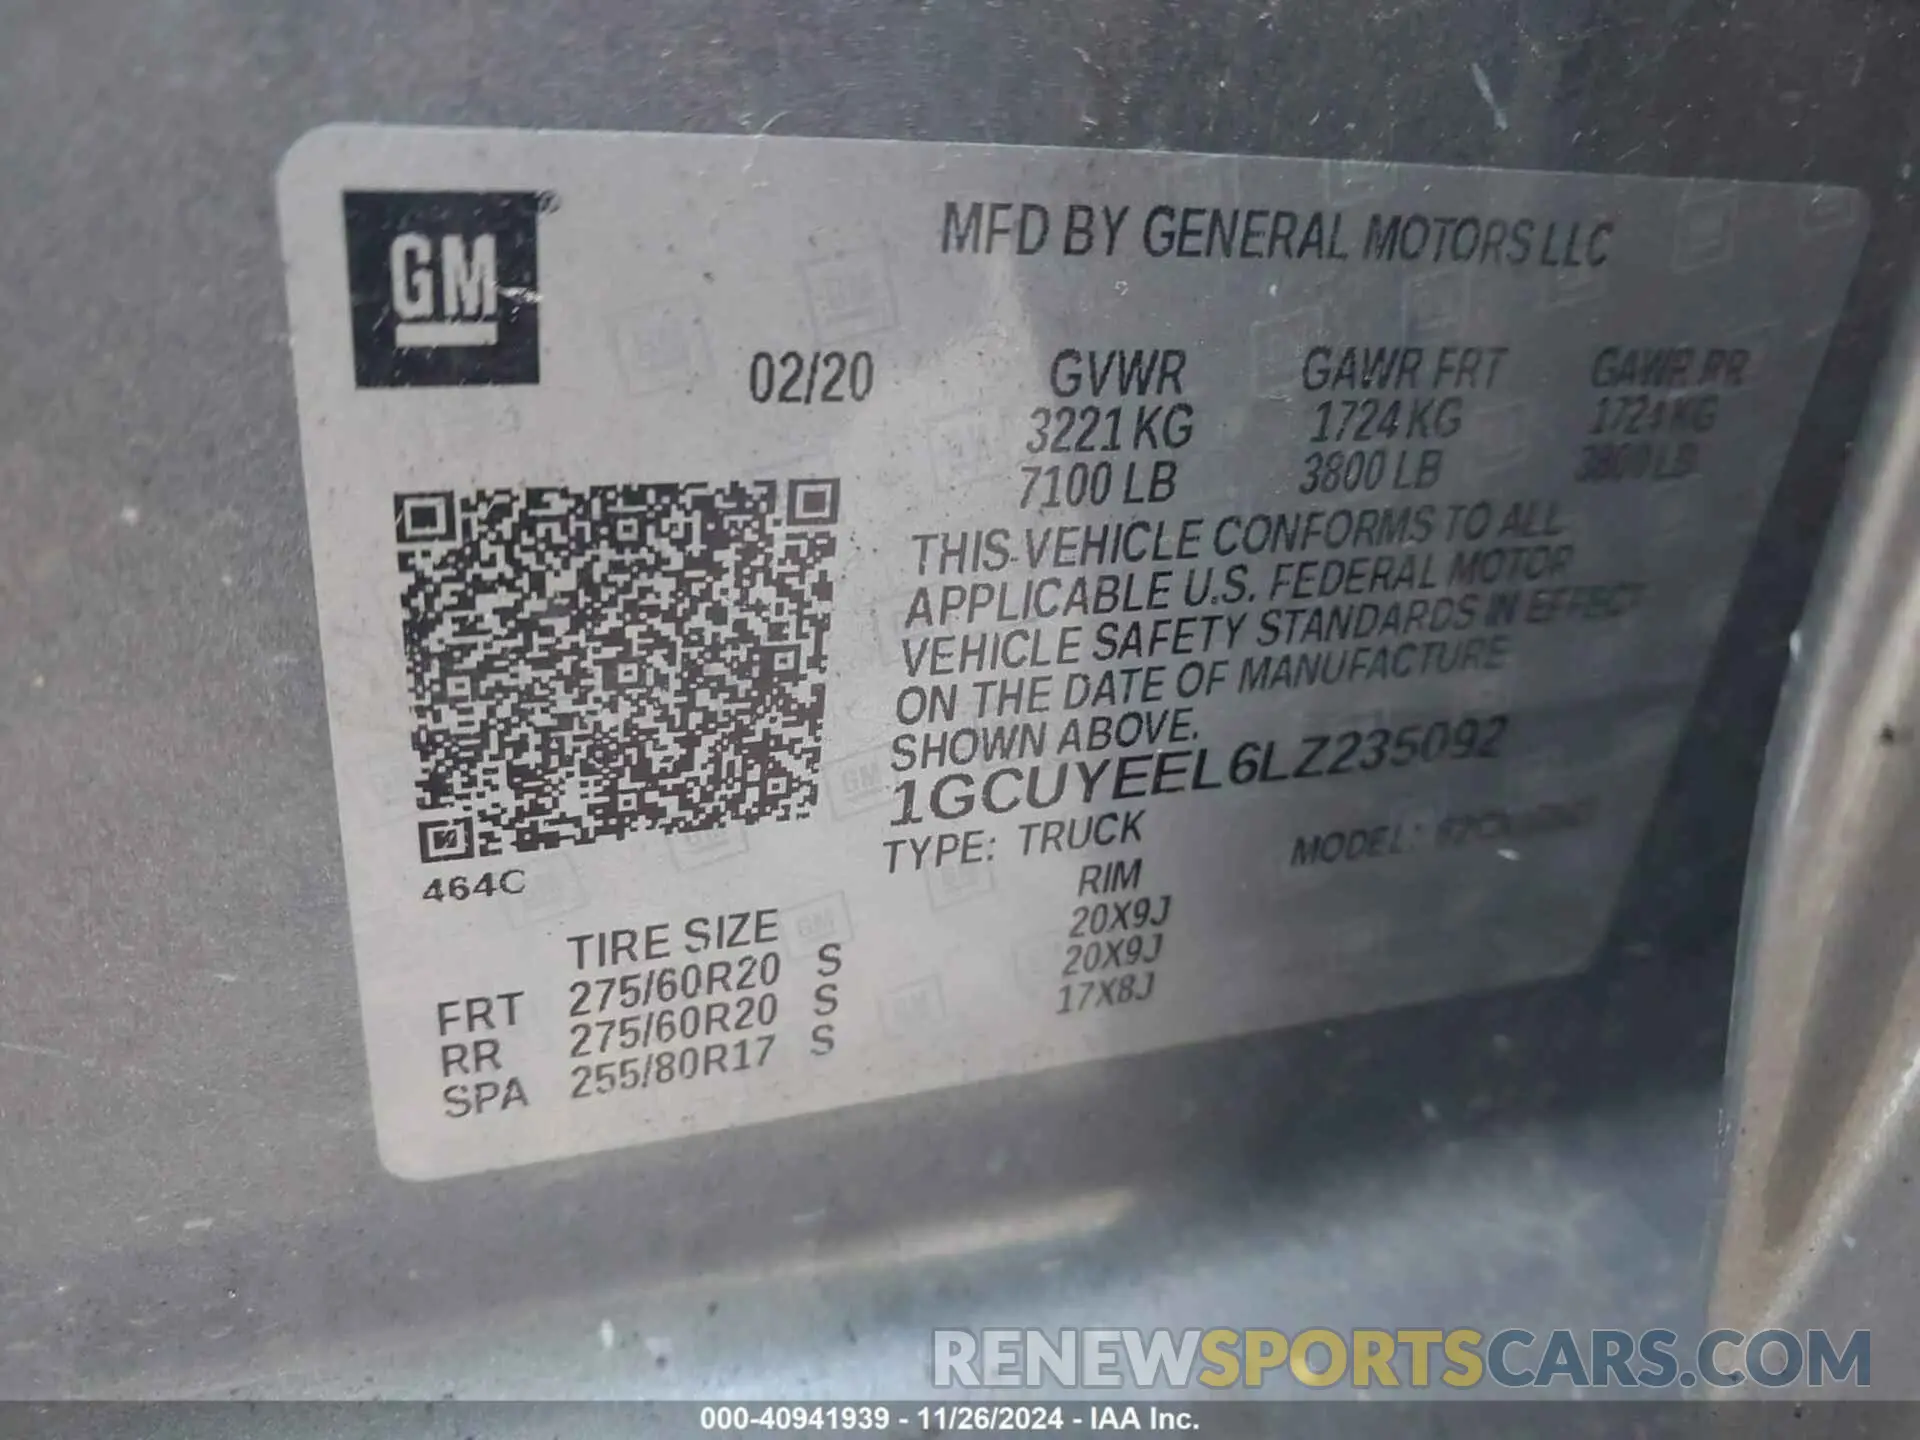 GM
MFD BY GENERAL MOTORS LLC
02/20 GVWR GAWR FRT GAWR RR
3221 KG 1724 KG 1724 KG
7100 LB 3800 LB 3800 LB
THIS VEHICLE CONFORMS TO ALL
APPLICABLE U.S. FEDERAL MOTOR
VEHICLE SAFETY STANDARDS IN EFFECT
ON THE DATE OF MANUFACTURE
SHOWN ABOVE.
1GCUYEEL6LZ235092
TYPE: TRUCK MODEL:
464C
TIRE SIZE RIM
FRT 275/60R20 S 20X9J
RR 275/60R20 S 20X9J
SPA 255/80R17 S 17X8J
RENEWSPORTSCARS.COM
000-40941939 - 11/26/2024 - IAA Inc.